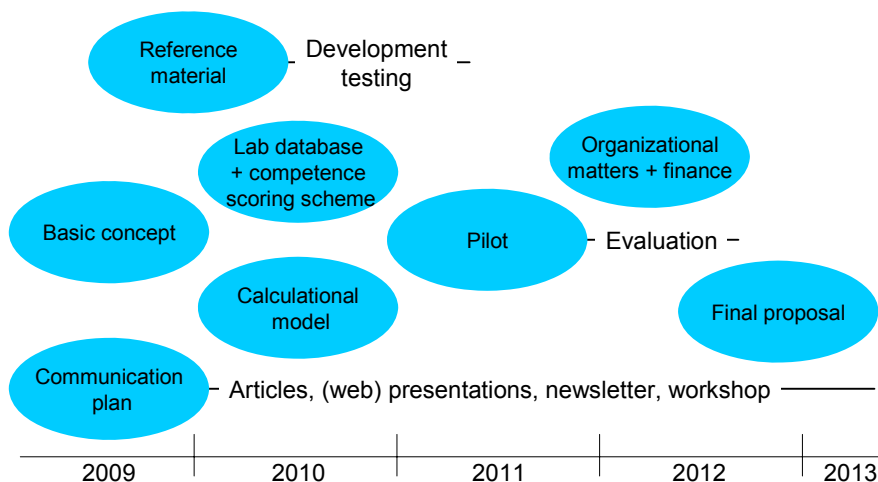 Reference
material
Development
testing
Lab database
+ competence
scoring scheme
Organizational
matters + finance
Basic concept
Pilot
Evaluation
Calculational
model
Final proposal
Communication
plan
Articles, (web) presentations, newsletter, workshop
2009
2010
2011
2012
2013